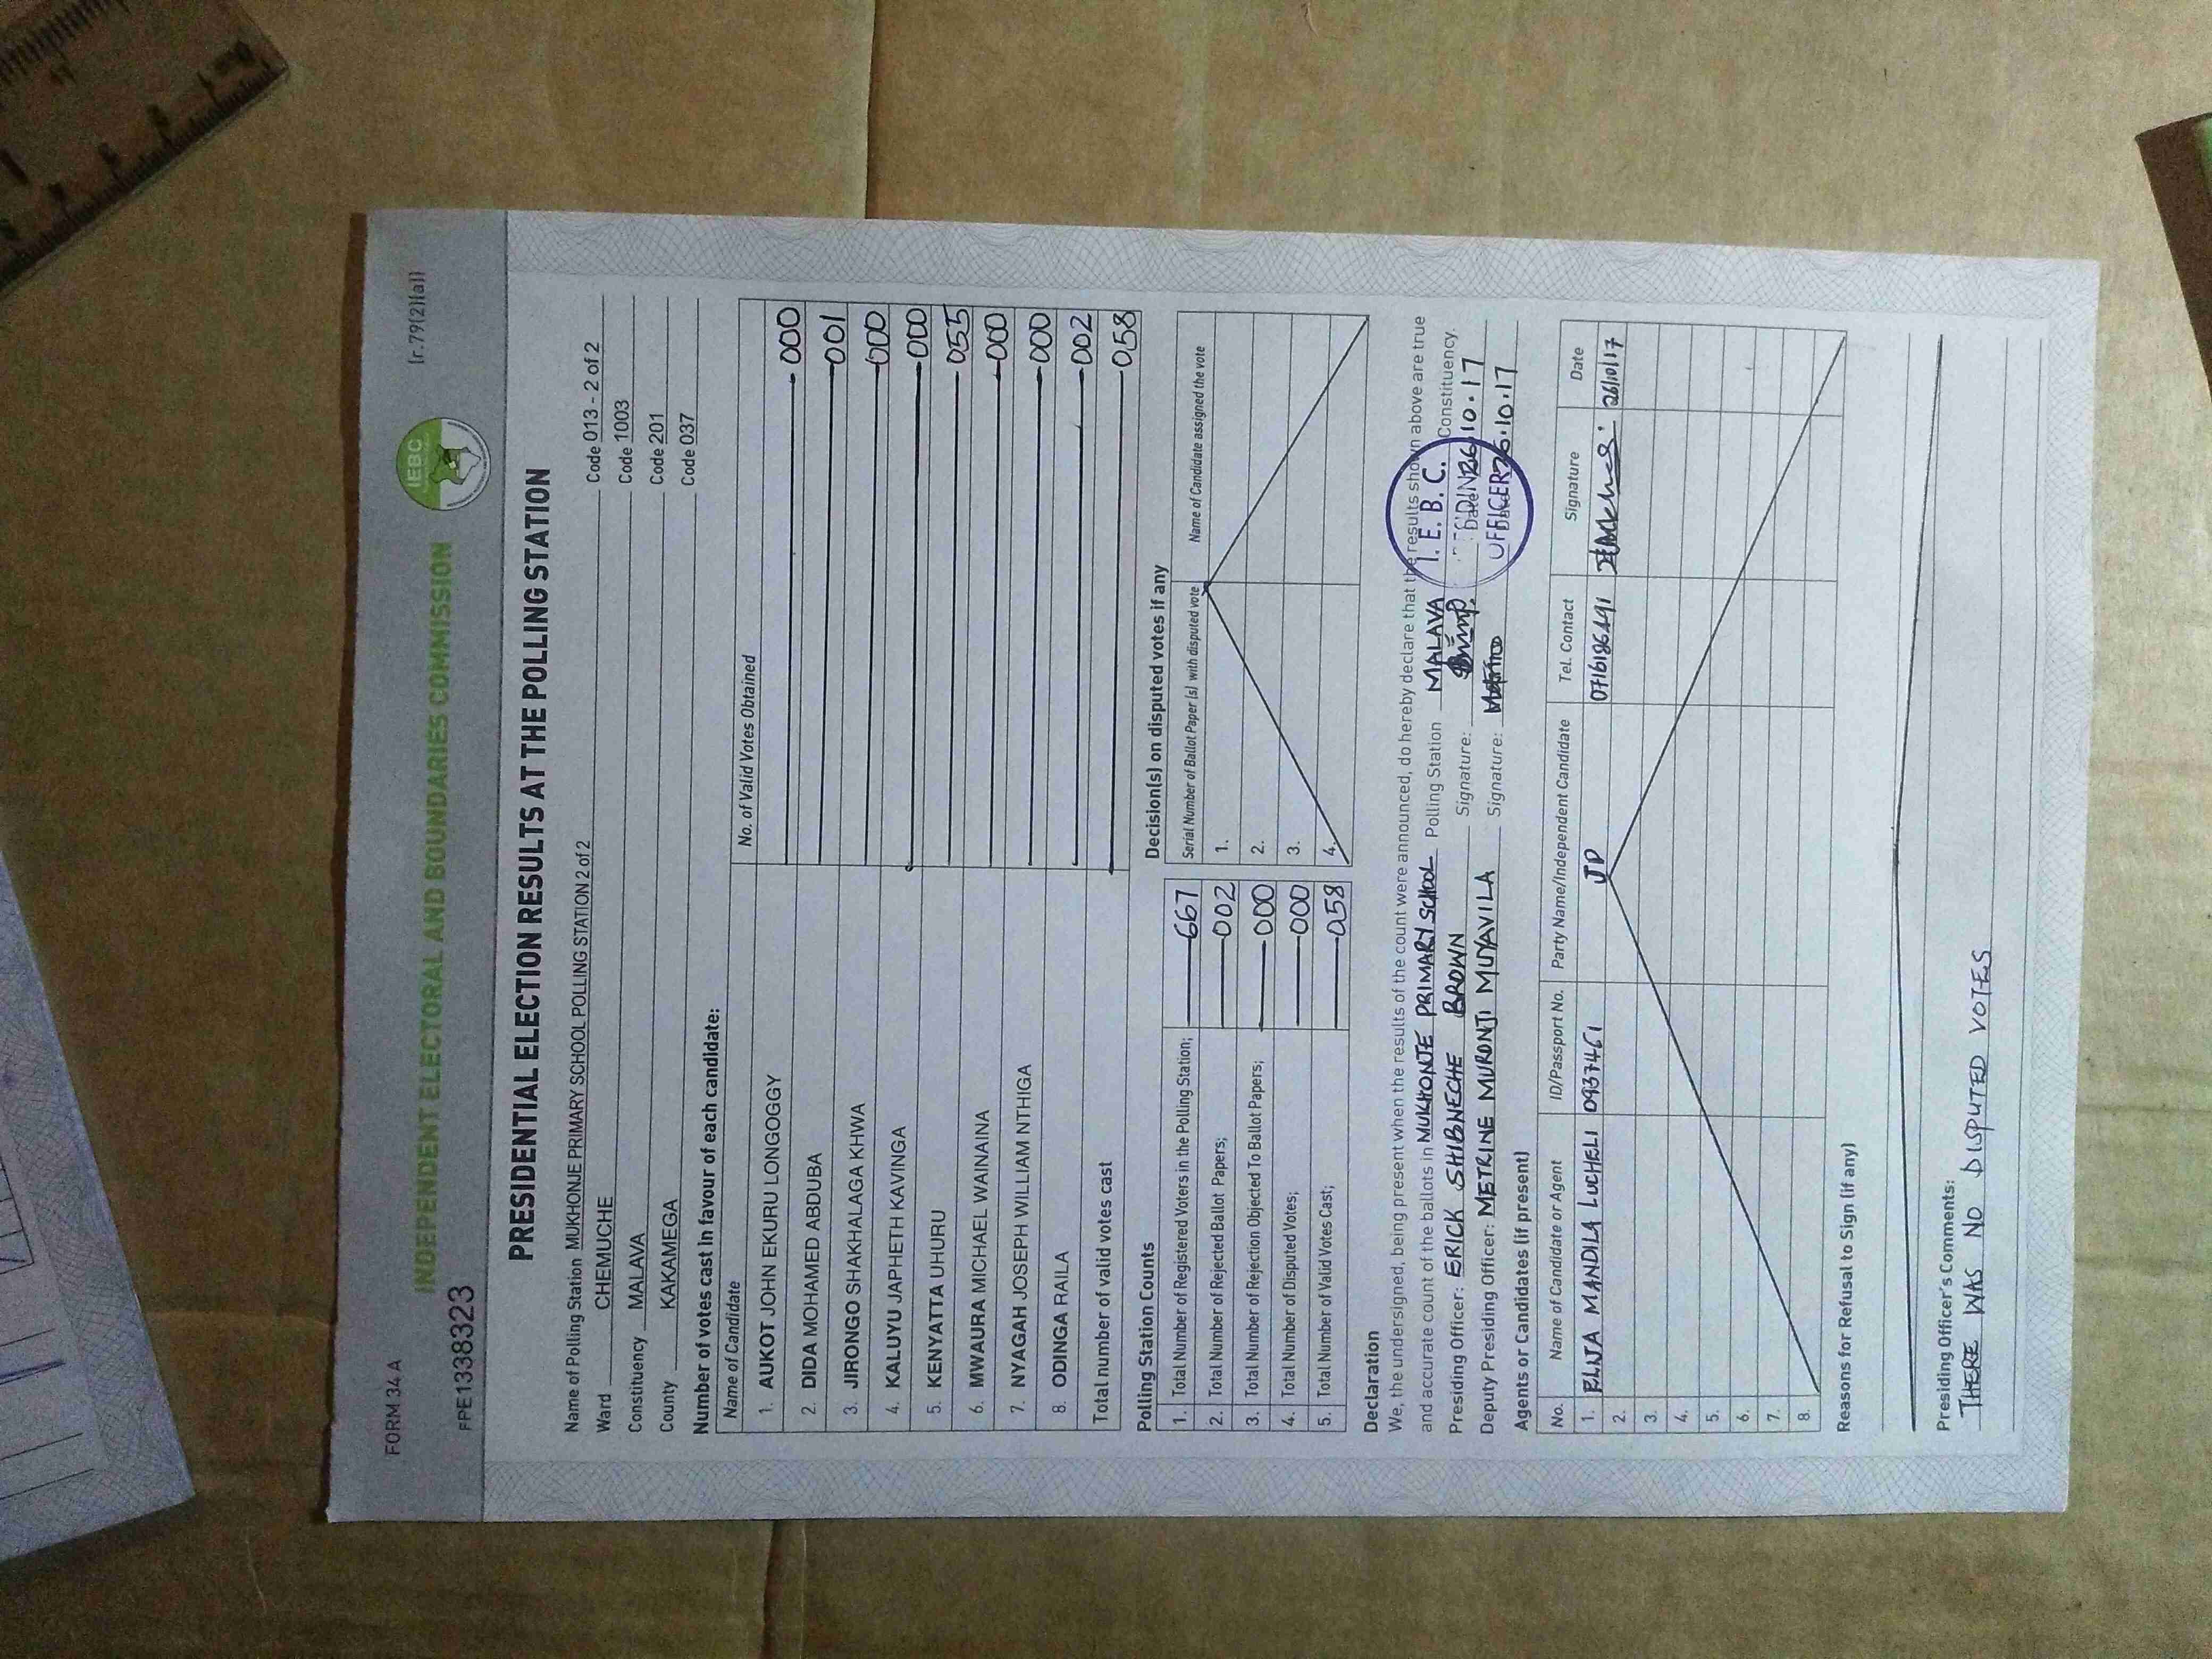 FORM 34 A
[r.79(2)(a)]
IEBC
INDEPENDENT ELECTORAL AND BOUNDARIES COMMISSION
FPE1338323
PRESIDENTIAL ELECTION RESULTS AT THE POLLING STATION
Name of Polling Station MUKHONJE PRIMARY SCHOOL POLLING STATION 2 of 2 Code 013 - 2 of 2
Ward CHEMUCHE Code 1003
Constituency MALAVA Code 201
County KAKAMEGA Code 037
Number of votes cast in favour of each candidate:
Name of Candidate No. of Valid Votes Obtained
1. AUKOT JOHN EKURU LONGOGGY 000
2. DIDA MOHAMED ABDUBA 001
3. JIRONGO SHAKHALAGA KHWA 000
4. KALUYU JAPHETH KAVINGA 000
5. KENYATTA UHURU 055
6. MWAURA MICHAEL WAINAINA 000
7. NYAGAH JOSEPH WILLIAM NTHIGA 000
8. ODINGA RAILA 002
Total number of valid votes cast 058
Polling Station Counts
1. Total Number of Registered Voters in the Polling Station; 667
2. Total Number of Rejected Ballot Papers; 002
3. Total Number of Rejection Objected To Ballot Papers; 000
4. Total Number of Disputed Votes; 000
5. Total Number of Valid Votes Cast; 058
Decision(s) on disputed votes if any
Serial Number of Ballot Paper (s) with disputed vote Name of Candidate assigned the vote
1.
2.
3.
4.
Declaration
We, the undersigned, being present when the results of the count were announced, do hereby declare that the results shown above are true
and accurate count of the ballots in MUKHONJE PRIMARY SCHOOL Polling Station MALAVA Constituency.
Presiding Officer: ERICK SHIBNECHE BROWN Signature: Date: 26.10.17
Deputy Presiding Officer: METRINE MURONJI MUYAVILA Signature: Date: 26.10.17
I. E. B. C.
OFFICER
Agents or Candidates (if present)
No. Name of Candidate or Agent ID/Passport No. Party Name/Independent Candidate Tel. Contact Signature Date
1. MANDILA LUCHELI 0937461 JP 0716186491 26/10/17
2.
3.
4.
5.
6.
7.
8.
Reasons for Refusal to Sign (if any)
Presiding Officer's Comments:
THERE WAS NO DISPUTED VOTES